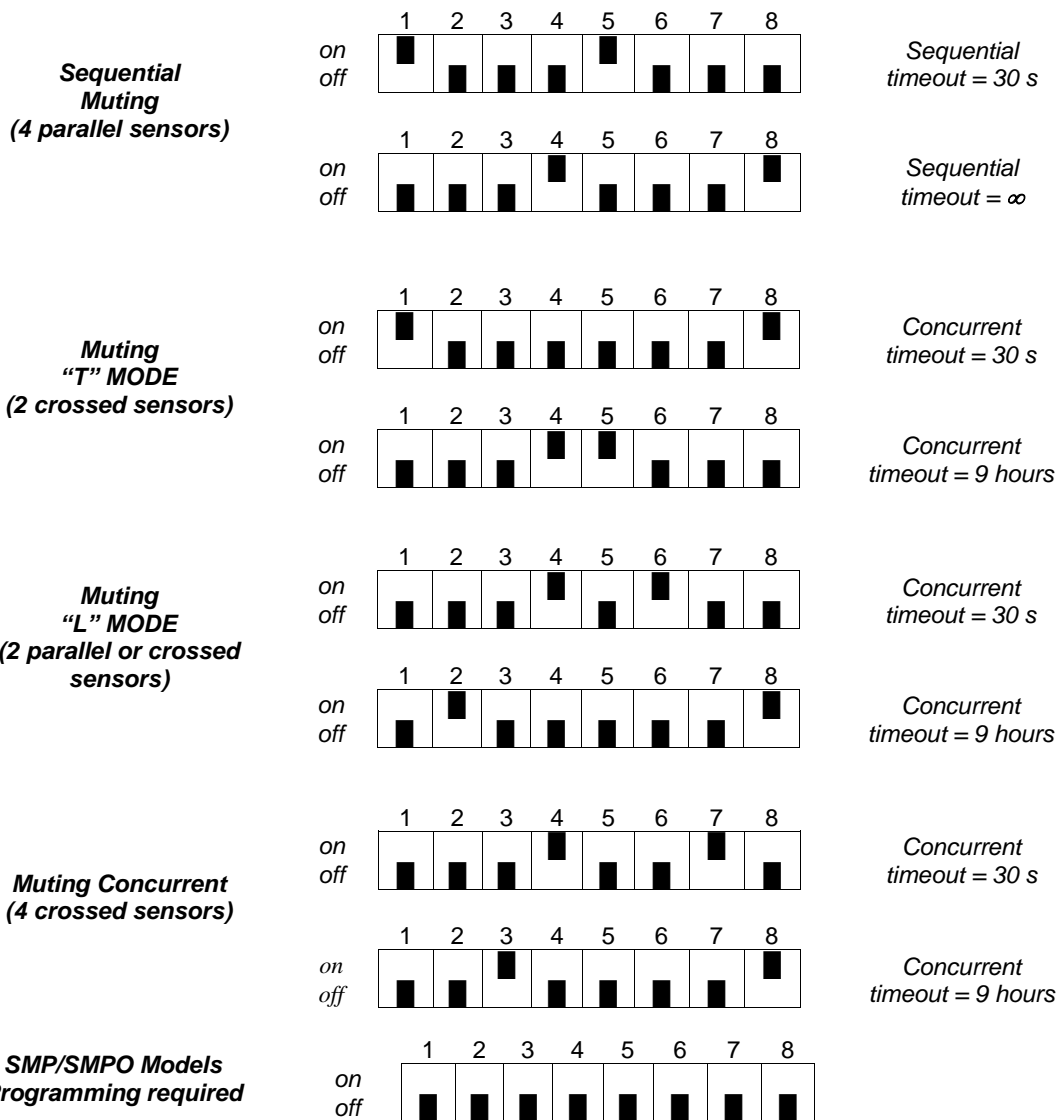 1 2 3 4 5 6 7 8
on
off
Sequential
Muting
(4 parallel sensors)
Sequential
timeout = 30 s
1 2 3 4 5 6 7 8
on
off
Sequential
timeout = ∞
1 2 3 4 5 6 7 8
on
off
Muting
“T” MODE
(2 crossed sensors)
Concurrent
timeout = 30 s
1 2 3 4 5 6 7 8
on
off
Concurrent
timeout = 9 hours
1 2 3 4 5 6 7 8
on
off
Muting
“L” MODE
(2 parallel or crossed
sensors)
Concurrent
timeout = 30 s
1 2 3 4 5 6 7 8
on
off
Concurrent
timeout = 9 hours
1 2 3 4 5 6 7 8
on
off
Muting Concurrent
(4 crossed sensors)
Concurrent
timeout = 30 s
1 2 3 4 5 6 7 8
on
off
Concurrent
timeout = 9 hours
SMP/SMPO Models
Programming required
1 2 3 4 5 6 7 8
on
off